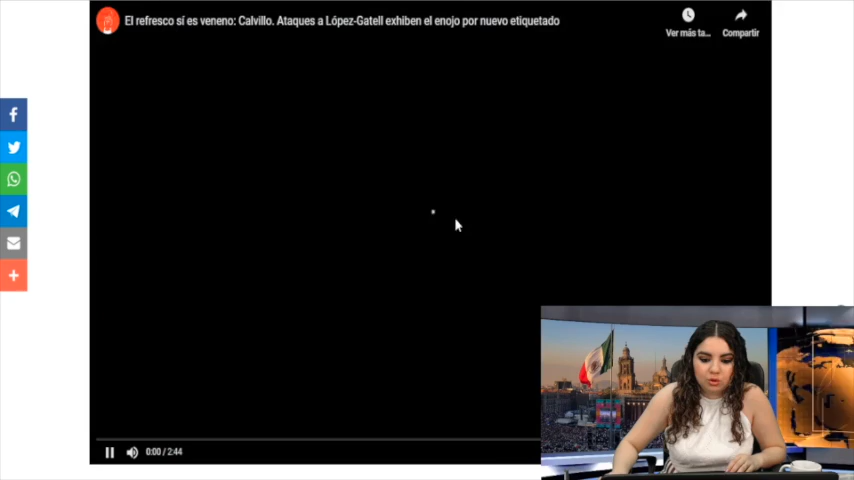 El refresco sí es veneno: Calvillo. Ataques a López-Gatell exhiben el enojo por nuevo etiquetado
Ver más ta...
Compartir
0:00 / 2:44